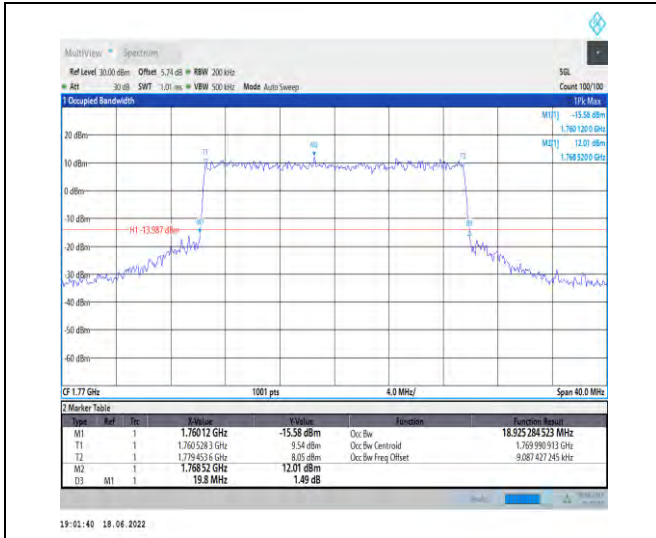 MultiView Spectrum
Ref Level 30.00 dBm Offset 5.74 dB RBW 200 kHz SGL
Att 30 dB SWT 1.01 ms VBW 500 kHz Mode Auto Sweep Count 100/100
1 Occupied Bandwidth 1Pk Max
M1[1] -15.58 dBm
1.760 120 0 GHz
M2[1] 12.01 dBm
1.768 520 0 GHz
20 dBm
M2
T1 T2
10 dBm
0 dBm
-10 dBm
H1 -13.987 dBm
M1
-20 dBm
-30 dBm
-40 dBm
-50 dBm
-60 dBm
CF 1.77 GHz 1001 pts 4.0 MHz/ Span 40.0 MHz
2 Marker Table
Type Ref Trc X-Value Y-Value Function Function Result
M1 1 1.76012 GHz -15.58 dBm Occ Bw 18.925 284 523 MHz
T1 1 1.760 528 3 GHz 9.54 dBm Occ Bw Centroid 1.769 990 913 GHz
T2 1 1.779 453 6 GHz 8.05 dBm Occ Bw Freq Offset -9.087 427 245 kHz
M2 1 1.76852 GHz 12.01 dBm
D3 M1 1 19.8 MHz 1.49 dB
19:01:40 18.06.2022